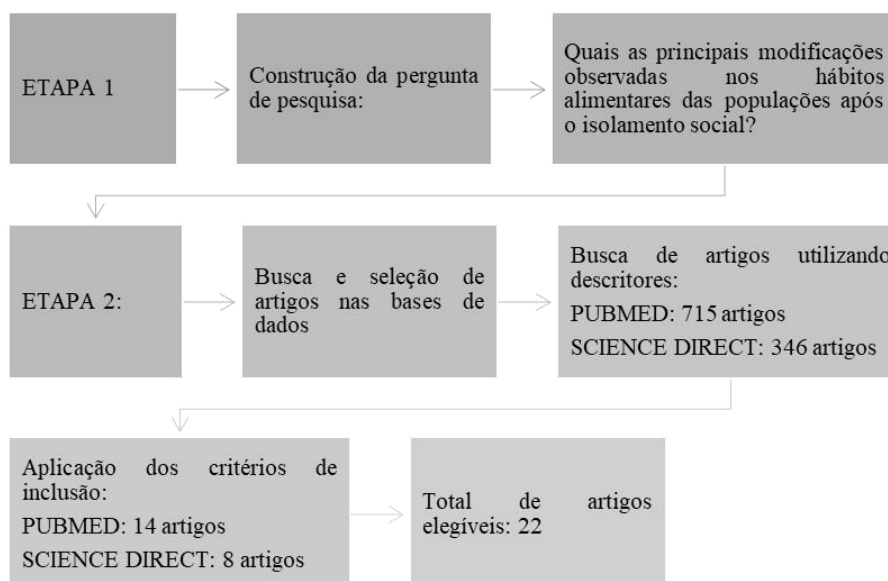 ETAPA 1
Construção da pergunta
de pesquisa:
Quais as principais modificações
observadas nos hábitos
alimentares das populações após
o isolamento social?
ETAPA 2:
Busca e seleção de
artigos nas bases de
dados
Busca de artigos utilizando
descritores:
PUBMED: 715 artigos
SCIENCE DIRECT: 346 artigos
Aplicação dos critérios de
inclusão:
PUBMED: 14 artigos
SCIENCE DIRECT: 8 artigos
Total de artigos
elegíveis: 22